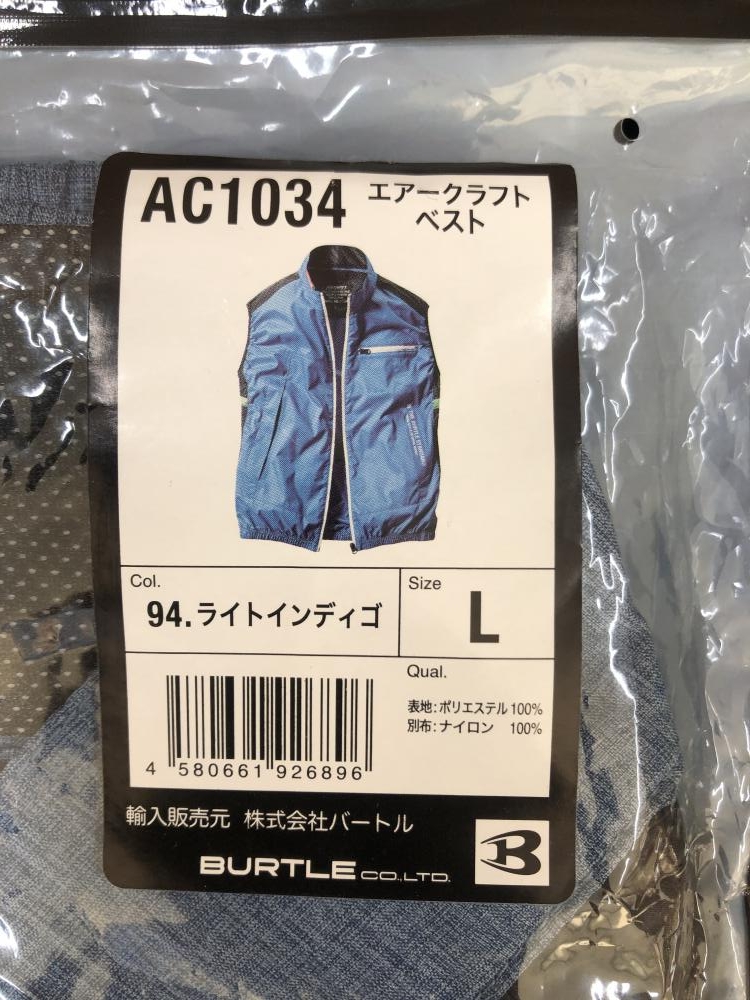 AC1034
エアークラフト
ベスト
Col.
94.ライトインディゴ
Size
L
Qual.
表地:ポリエステル100%
別布:ナイロン 100%
4 580661 926896
輸入販売元 株式会社バートル
BURTLE CO.,LTD.
B